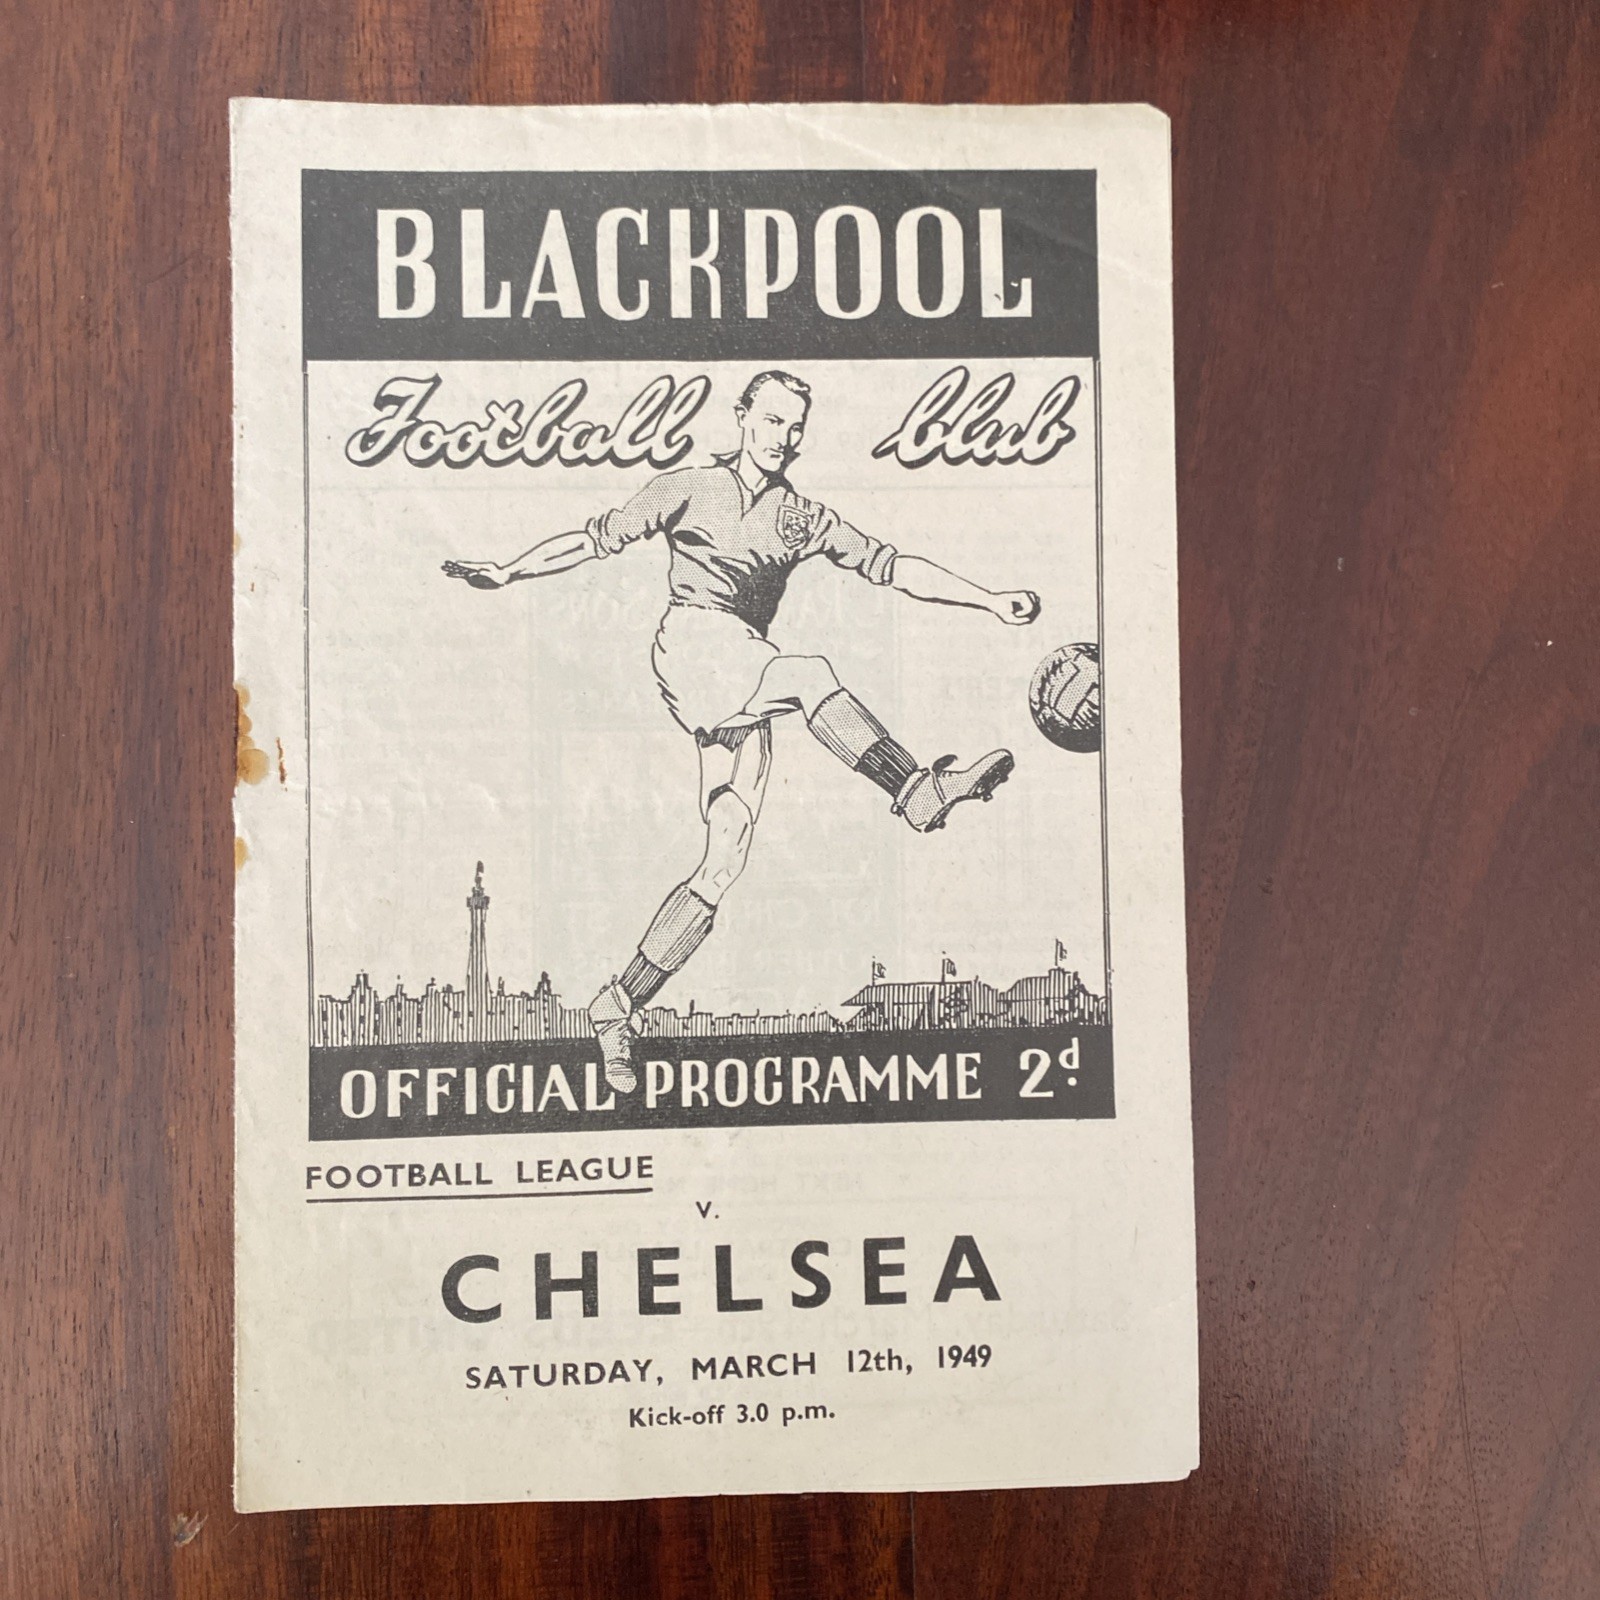 BLACKPOOL
Football Club
OFFICIAL PROGRAMME 2d.
FOOTBALL LEAGUE
v.
CHELSEA
SATURDAY, MARCH 12th, 1949
Kick-off 3.0 p.m.